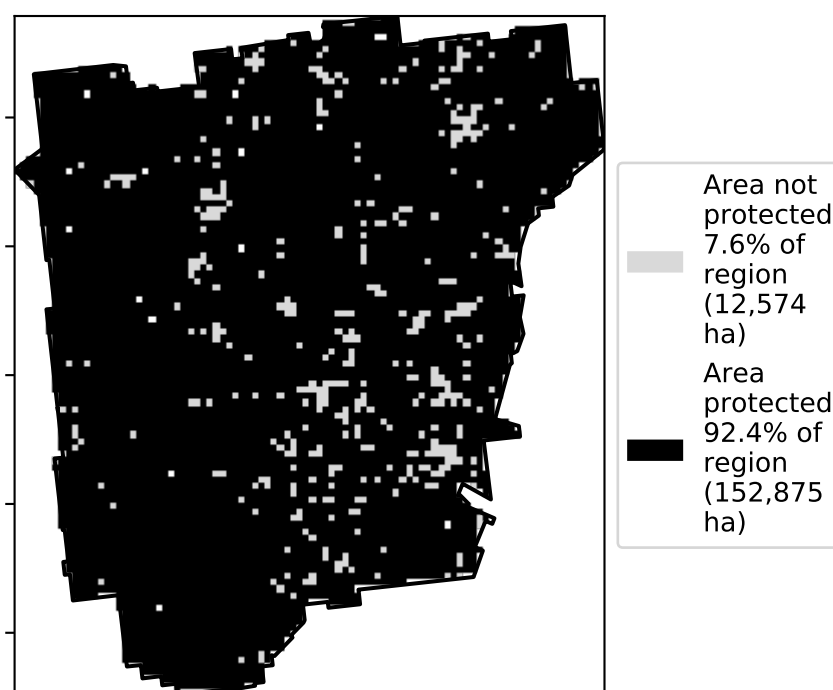 Area not
protected
7.6% of
region
(12,574
ha)
Area
protected
92.4% of
region
(152,875
ha)